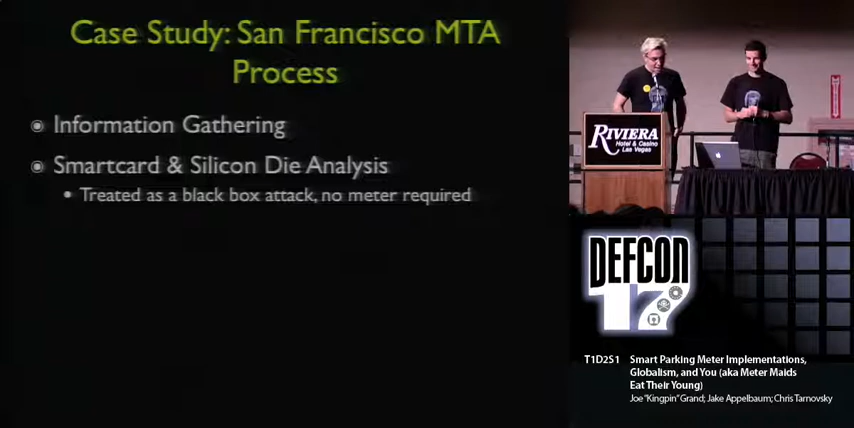 Case Study: San Francisco MTA
Process
Information Gathering
Smartcard & Silicon Die Analysis
Treated as a black box attack, no meter required
RIVIERA
Hotel & Casino
Las Vegas
DEFCON
17
T1D2S1 Smart Parking Meter Implementations,
Globalism, and You (aka Meter Maids
Eat Their Young)
Joe "Kingpin" Grand; Jake Appelbaum; Chris Tarnovsky